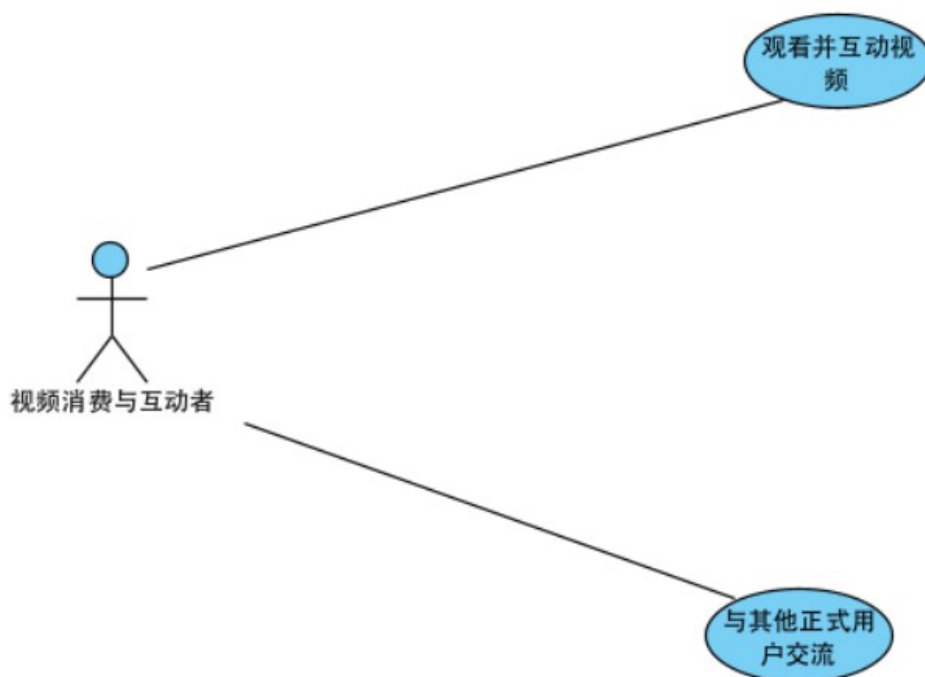 观看并互动视
频
视频消费与互动者
与其他正式用
户交流